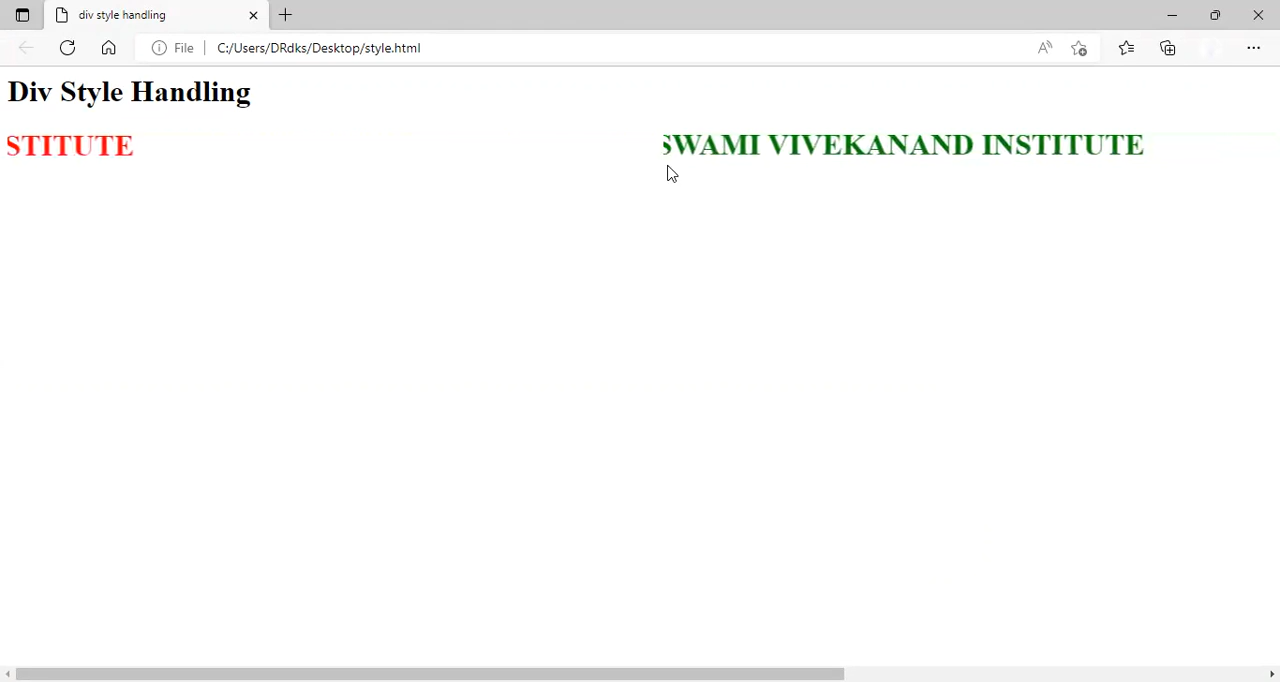 div style handling
File C:/Users/DRdks/Desktop/style.html
Div Style Handling
STITUTE SWAMI VIVEKANAND INSTITUTE